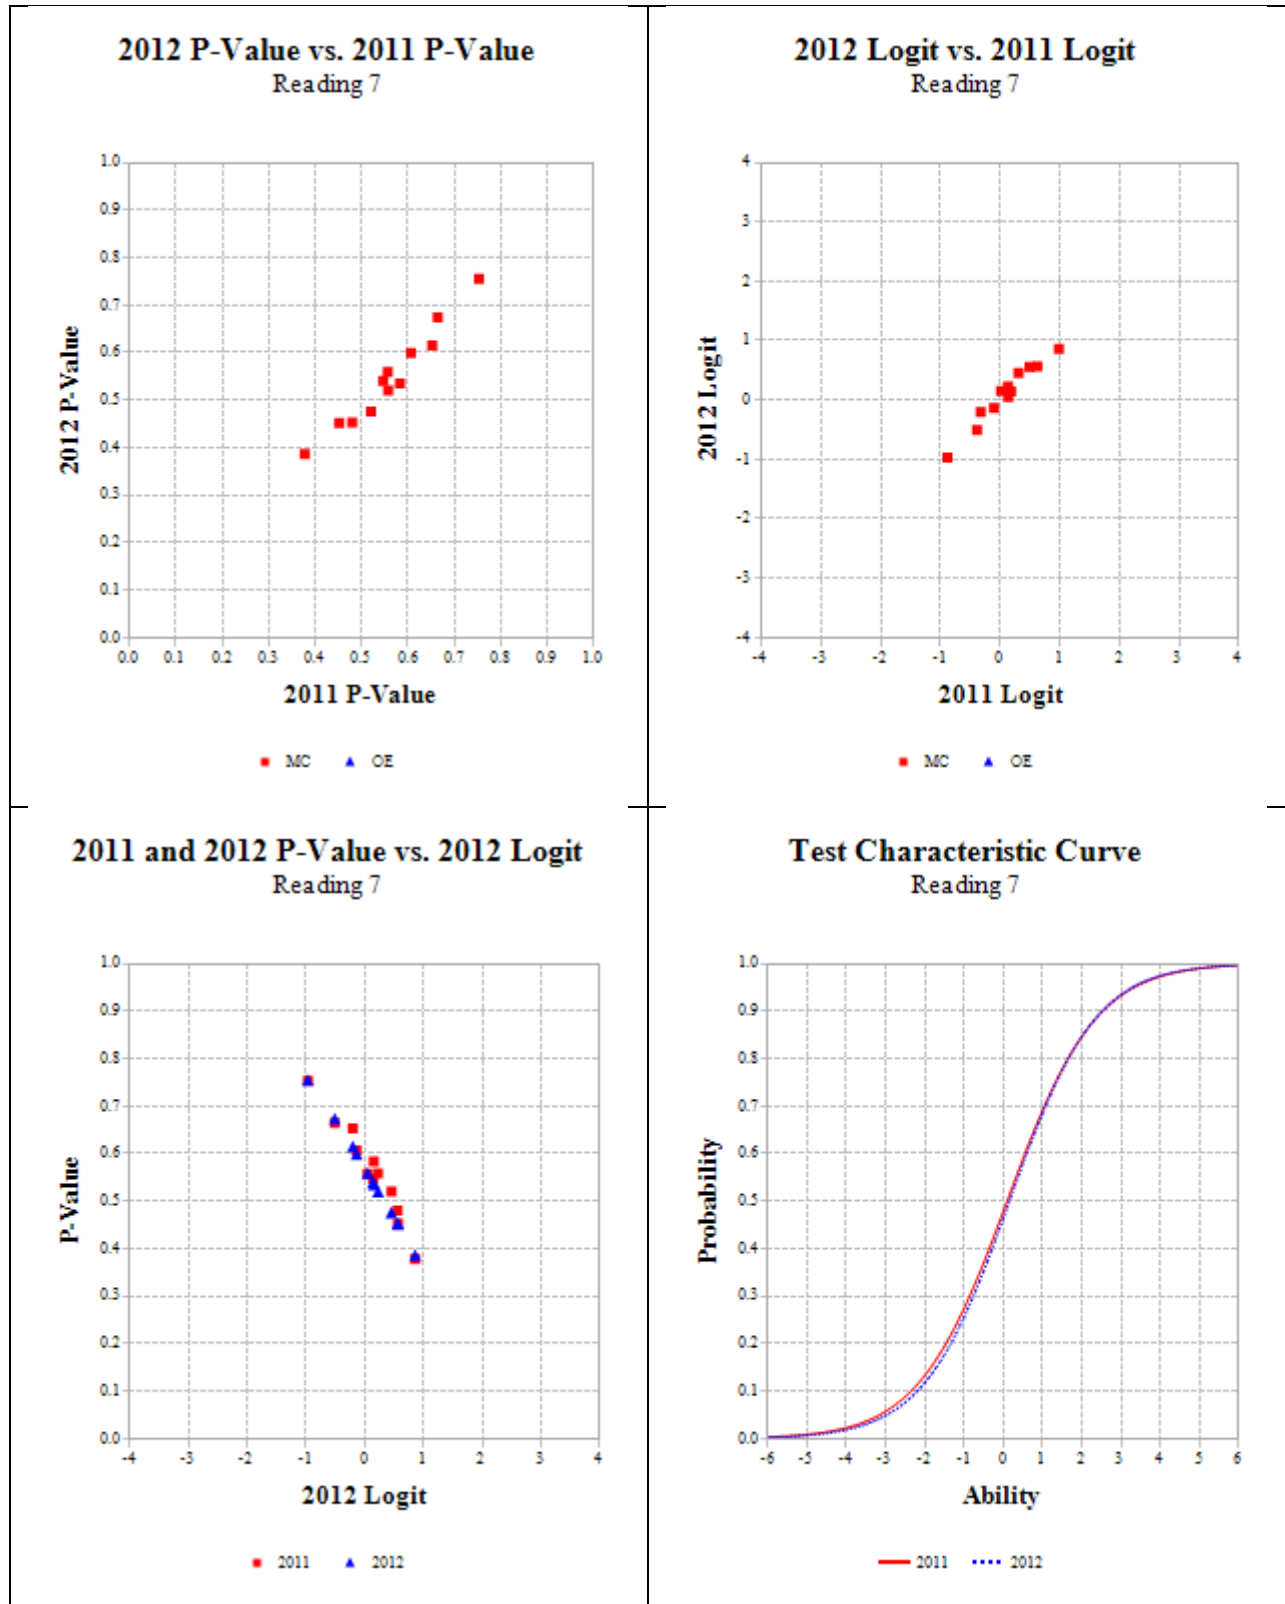 2012 P-Value vs. 2011 P-Value
Reading 7
1.0
0.9
0.8
0.7
0.6
0.5
0.4
0.3
0.2
0.1
0.0
2012 P-Value
0.0 0.1 0.2 0.3 0.4 0.5 0.6 0.7 0.8 0.9 1.0
2011 P-Value
MC OE
2012 Logit vs. 2011 Logit
Reading 7
4
3
2
1
0
-1
-2
-3
-4
2012 Logit
-4 -3 -2 -1 0 1 2 3 4
2011 Logit
MC OE
2011 and 2012 P-Value vs. 2012 Logit
Reading 7
1.0
0.9
0.8
0.7
0.6
0.5
0.4
0.3
0.2
0.1
0.0
P-Value
-4 -3 -2 -1 0 1 2 3 4
2012 Logit
2011 2012
Test Characteristic Curve
Reading 7
1.0
0.9
0.8
0.7
0.6
0.5
0.4
0.3
0.2
0.1
0.0
Probability
-6 -5 -4 -3 -2 -1 0 1 2 3 4 5 6
Ability
2011 2012